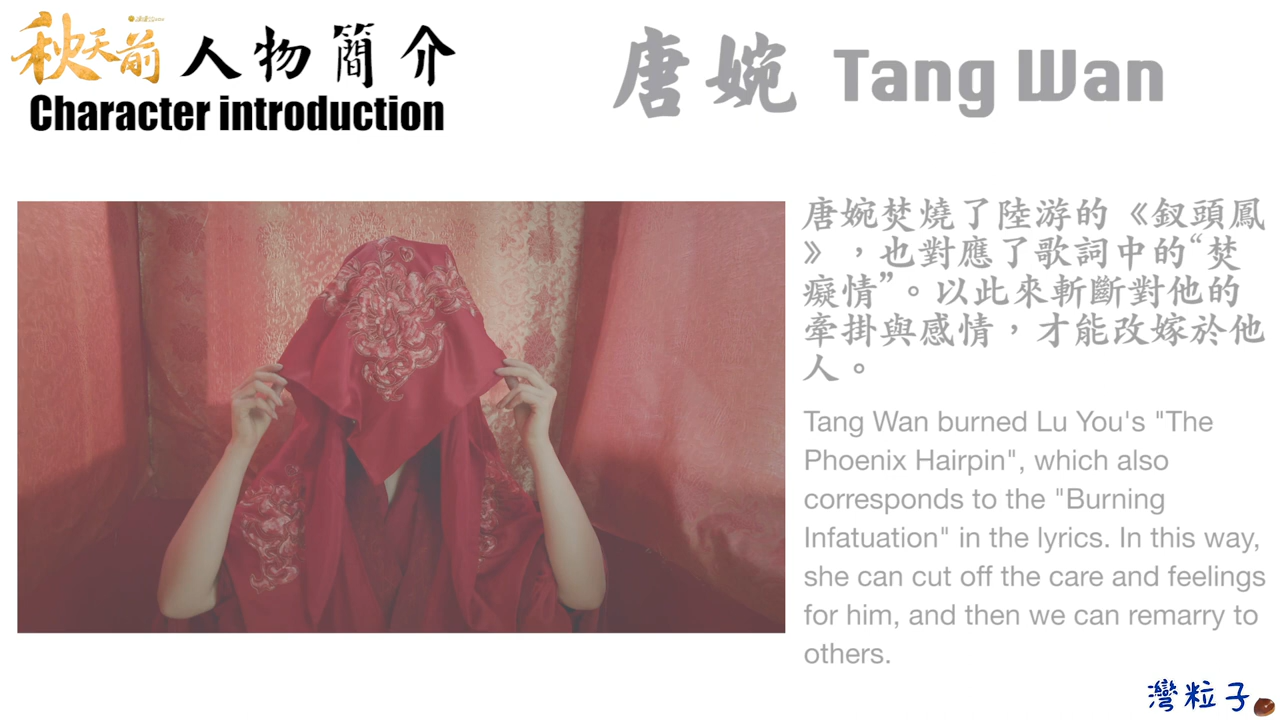 秋天前 人物簡介
Character introduction
唐婉 Tang Wan
唐婉焚燒了陸游的《釵頭鳳
》，也對應了歌詞中的“焚
癡情”。以此來斬斷對他的
牽掛與感情，才能改嫁於他
人。
Tang Wan burned Lu You's "The
Phoenix Hairpin", which also
corresponds to the "Burning
Infatuation" in the lyrics. In this way,
she can cut off the care and feelings
for him, and then we can remarry to
others.
灣粒子